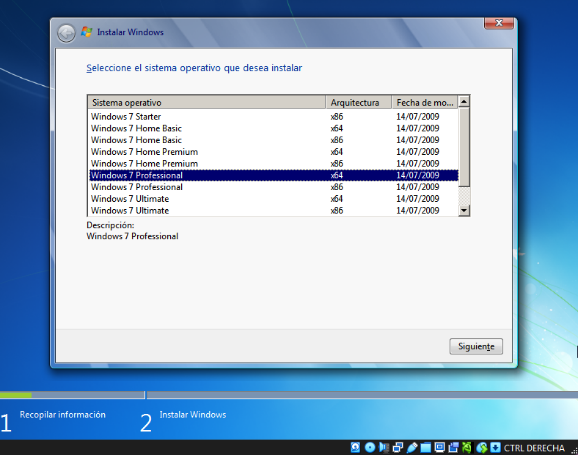 Instalar Windows
Seleccione el sistema operativo que desea instalar
Sistema operativo Arquitectura Fecha de mo...
Windows 7 Starter x86 14/07/2009
Windows 7 Home Basic x64 14/07/2009
Windows 7 Home Basic x86 14/07/2009
Windows 7 Home Premium x64 14/07/2009
Windows 7 Home Premium x86 14/07/2009
Windows 7 Professional x64 14/07/2009
Windows 7 Professional x86 14/07/2009
Windows 7 Ultimate x64 14/07/2009
Windows 7 Ultimate x86 14/07/2009
Descripción:
Windows 7 Professional
Siguiente
1 Recopilar información 2 Instalar Windows
CTRL DERECHA